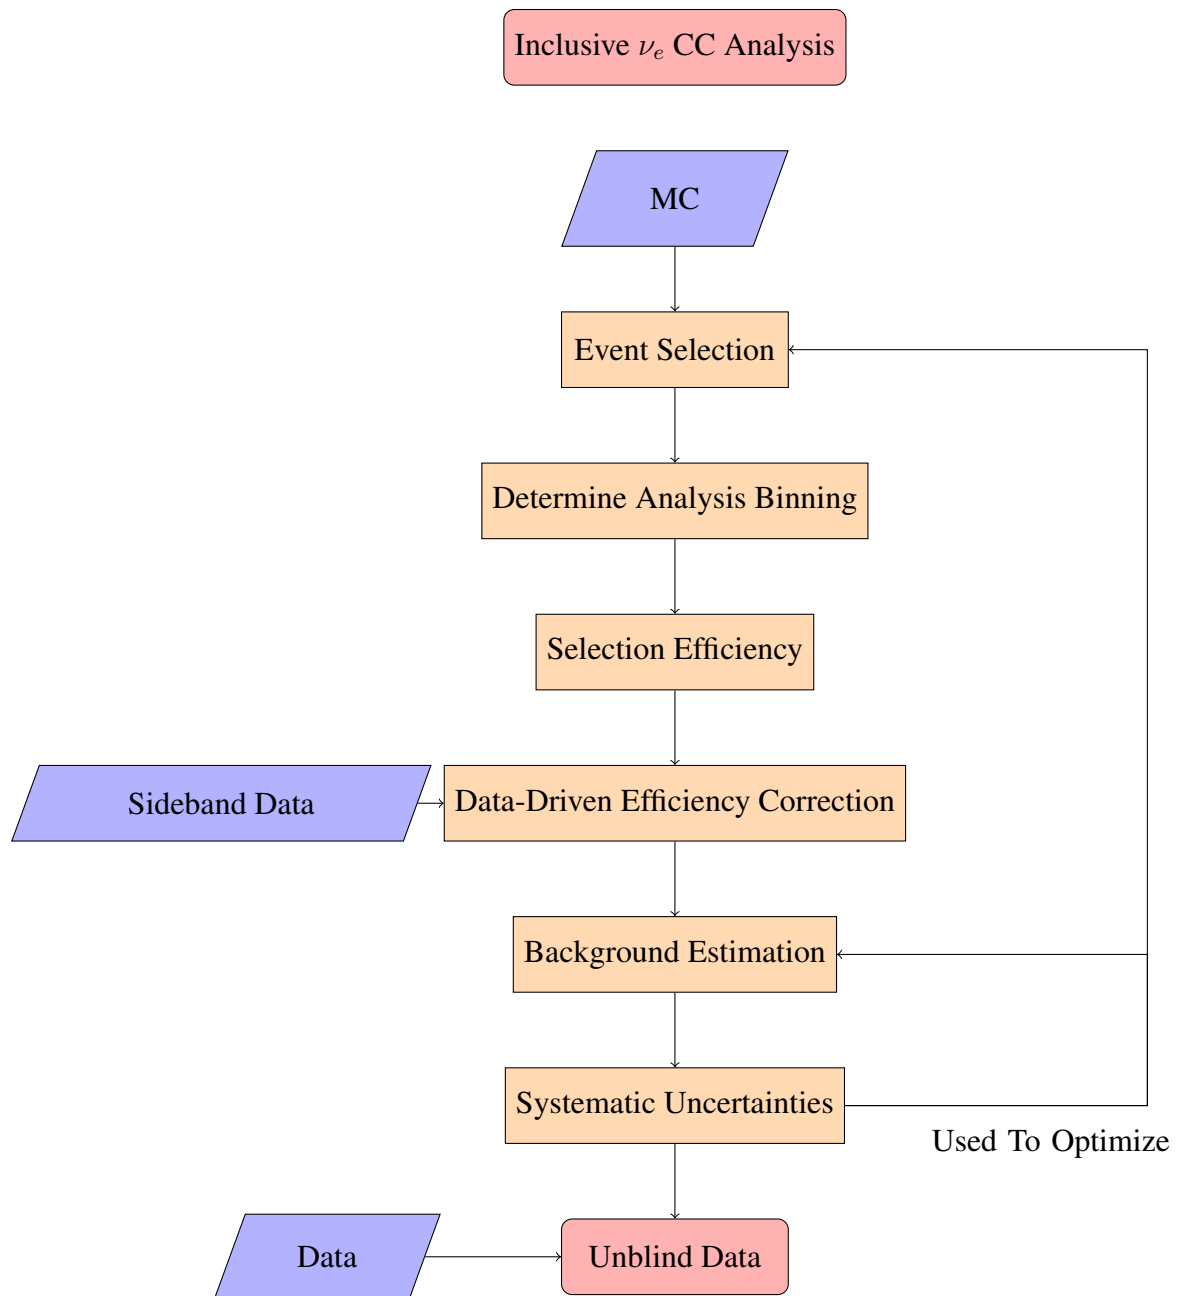 Inclusive νₑ CC Analysis
MC
Event Selection
Determine Analysis Binning
Selection Efficiency
Sideband Data
Data-Driven Efficiency Correction
Background Estimation
Systematic Uncertainties
Used To Optimize
Data
Unblind Data